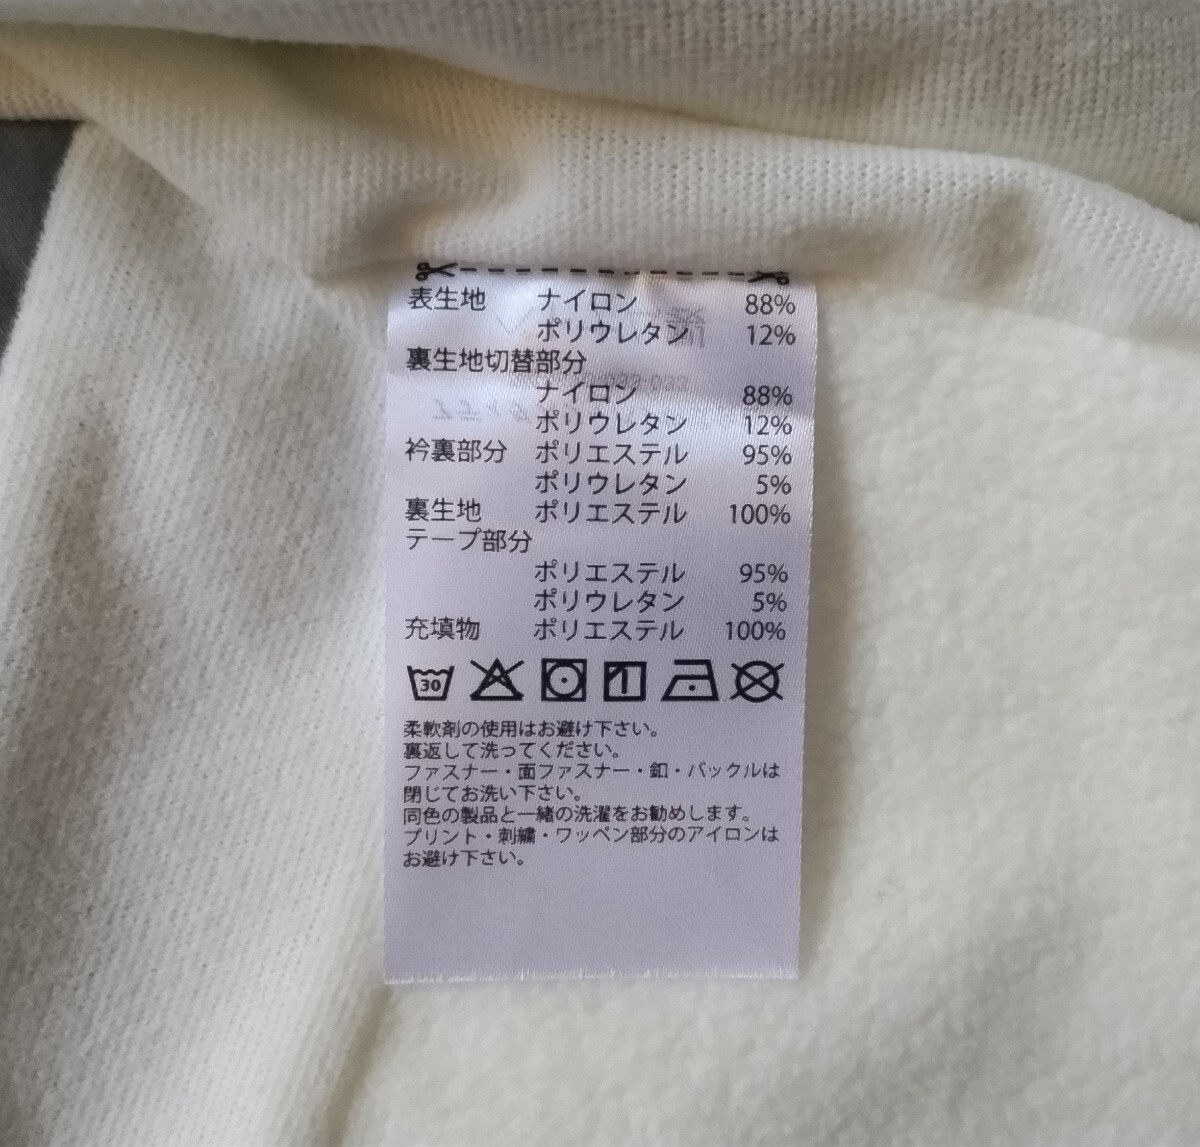 表生地 ナイロン 88%
ポリウレタン 12%
裏生地切替部分
ナイロン 88%
ポリウレタン 12%
衿裏部分 ポリエステル 95%
ポリウレタン 5%
裏生地 ポリエステル 100%
テープ部分
ポリエステル 95%
ポリウレタン 5%
充填物 ポリエステル 100%
30
柔軟剤の使用はお避け下さい。
裏返して洗ってください。
ファスナー・面ファスナー・釦・バックルは
閉じてお洗い下さい。
同色の製品と一緒の洗濯をお勧めします。
プリント・刺繍・ワッペン部分のアイロンは
お避け下さい。